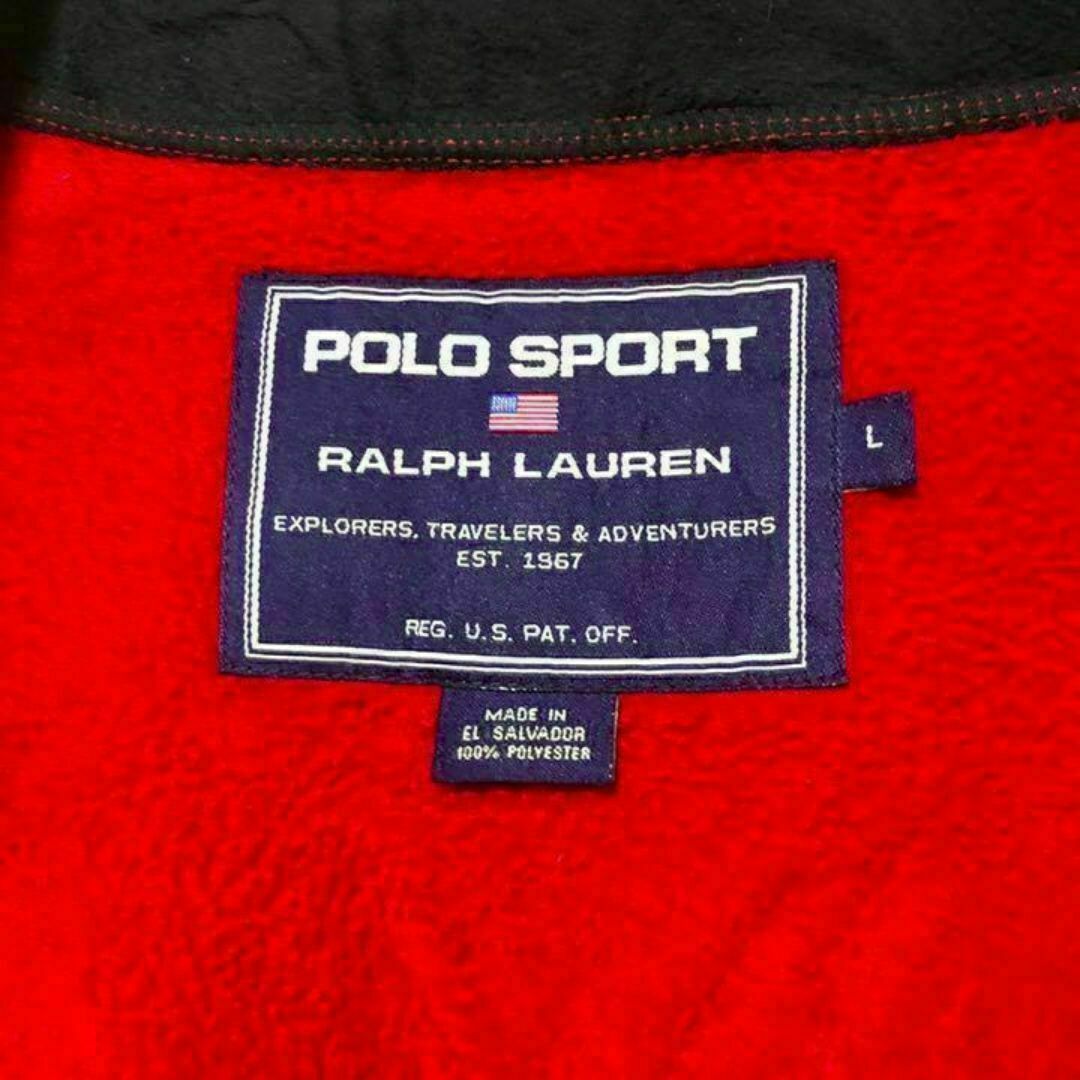 POLO SPORT
RALPH LAUREN
L
EXPLORERS, TRAVELERS & ADVENTURERS
EST. 1967
REG. U.S. PAT. OFF.
MADE IN
EL SALVADOR
100% POLYESTER